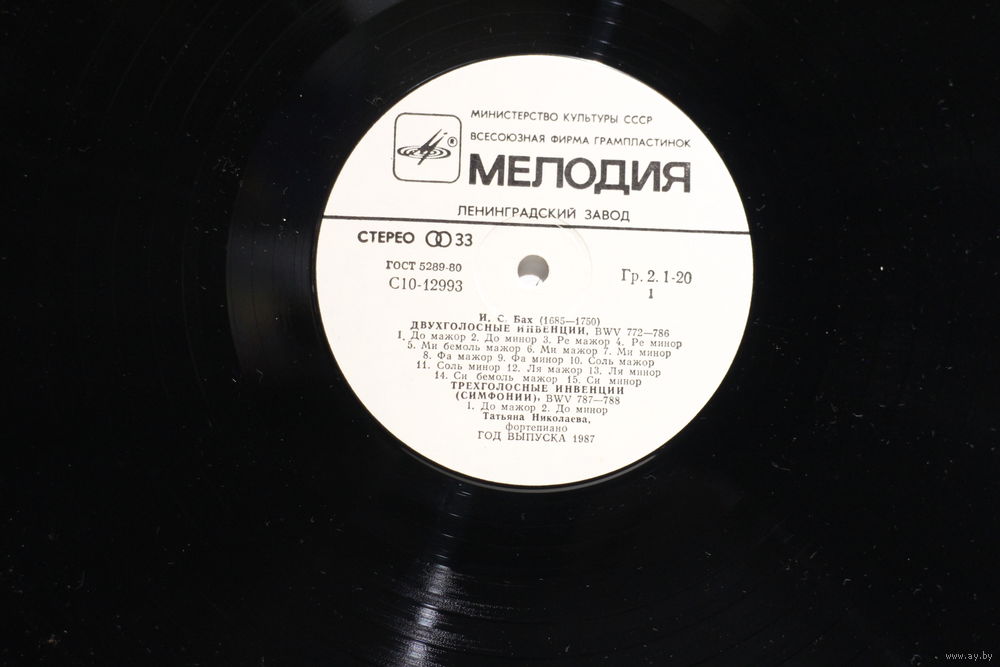 МИНИСТЕРСТВО КУЛЬТУРЫ СССР
ВСЕСОЮЗНАЯ ФИРМА ГРАМПЛАСТИНОК
®
МЕЛОДИЯ
ЛЕНИНГРАДСКИЙ ЗАВОД
СТЕРЕО 33
ГОСТ 5289-80
С10-12993
Гр. 2. 1-20
1
И. С. Бах (1685—1750)
ДВУХГОЛОСНЫЕ ИНВЕНЦИИ, BWV 772—786
1. До мажор 2. До минор 3. Ре мажор 4. Ре минор
5. Ми бемоль мажор 6. Ми мажор 7. Ми минор
8. Фа мажор 9. Фа минор 10. Соль мажор
11. Соль минор 12. Ля мажор 13. Ля минор
14. Си бемоль мажор 15. Си минор
ТРЕХГОЛОСНЫЕ ИНВЕНЦИИ
(СИМФОНИИ), BWV 787—788
1. До мажор 2. До минор
Татьяна Николаева,
фортепиано
ГОД ВЫПУСКА 1987
www.ay.by